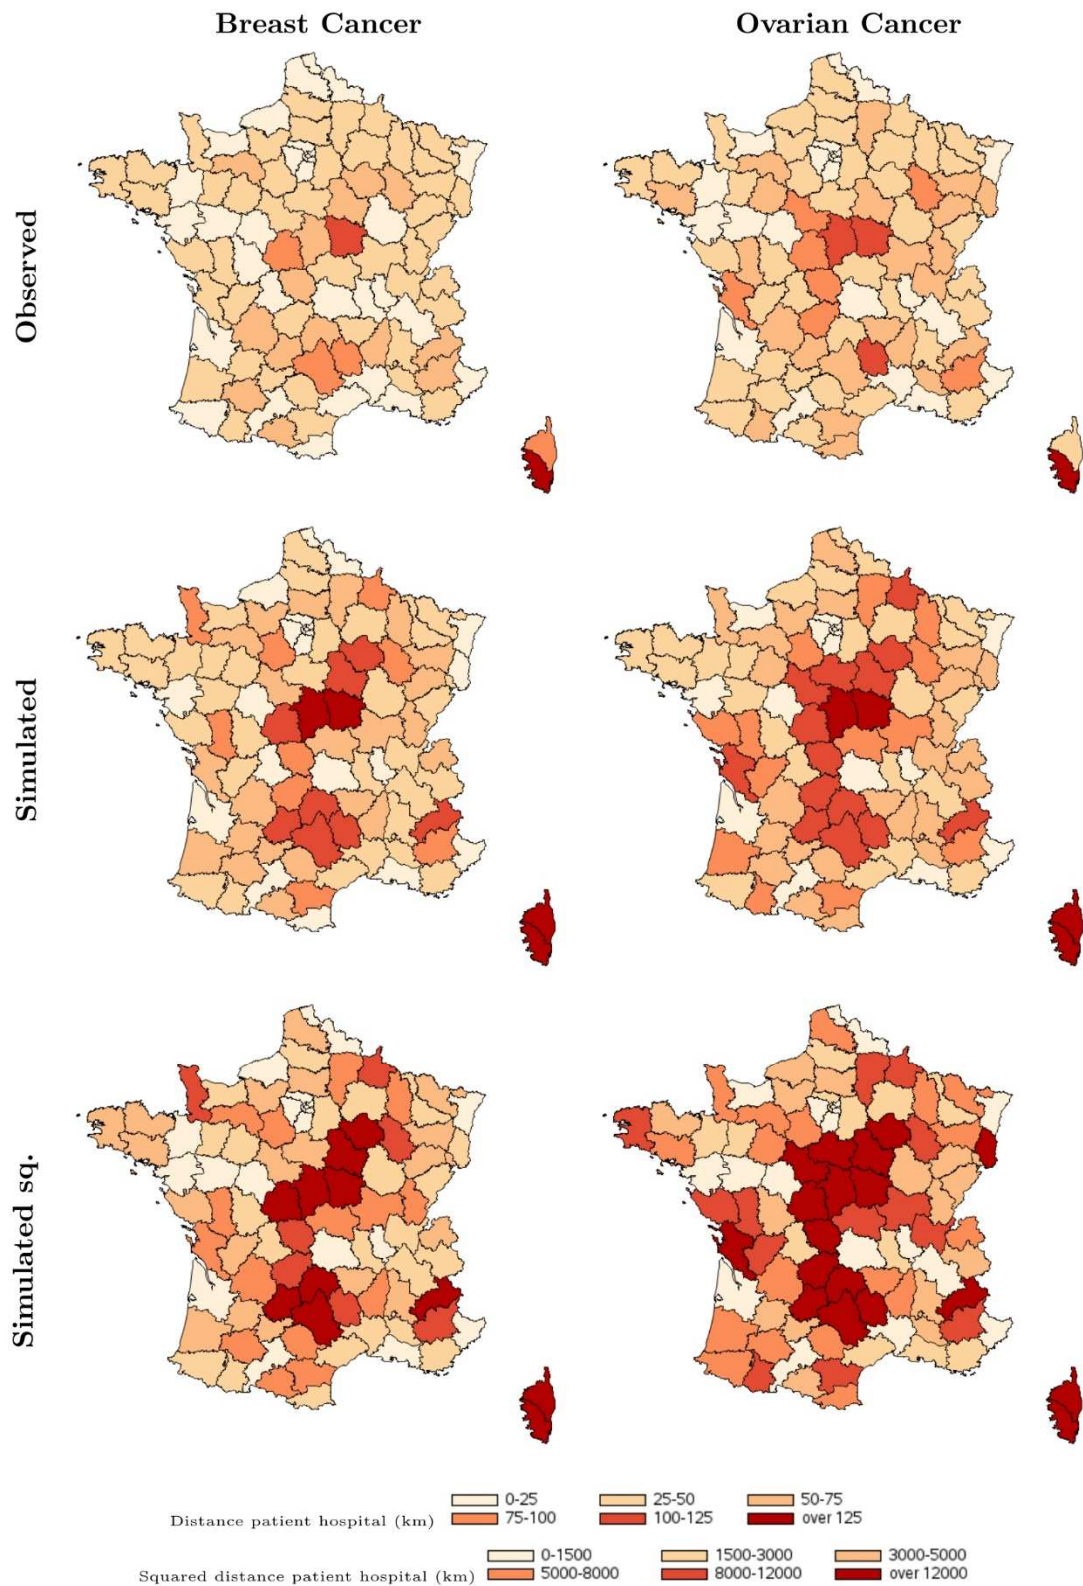 Breast Cancer Ovarian Cancer
Observed
Simulated
Simulated sq.
Distance patient hospital (km) 0-25 25-50 50-75
75-100 100-125 over 125
Squared distance patient hospital (km) 0-1500 1500-3000 3000-5000
5000-8000 8000-12000 over 12000